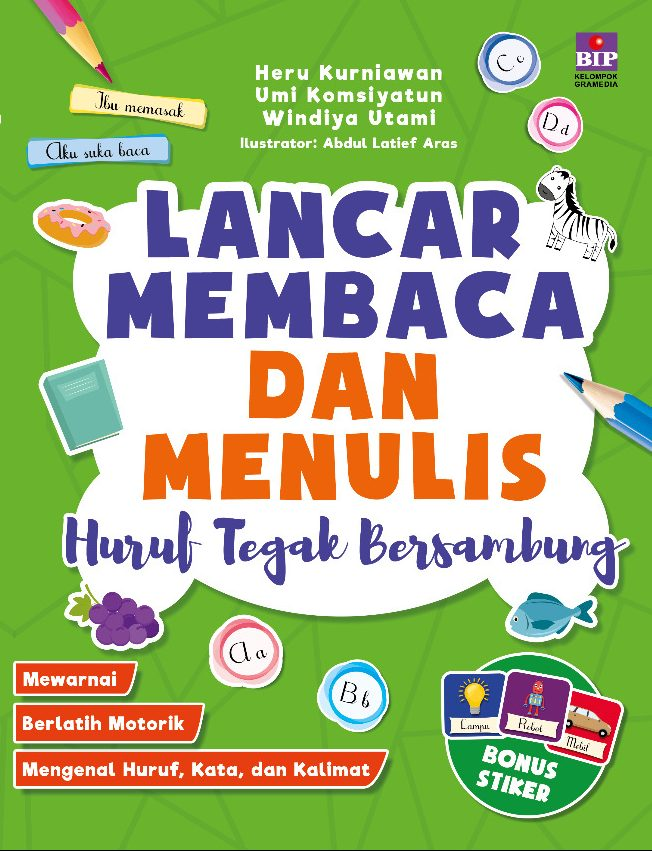 Heru Kurniawan
Umi Komsiyatun
Windiya Utami
Ilustrator: Abdul Latief Aras
BIP
KELOMPOK
GRAMEDIA
Ibu memasak
Aku suka baca
Cc
Dd
LANCAR
MEMBACA
DAN
MENULIS
Huruf Tegak Bersambung
Aa
Bb
Mewarnai
Berlatih Motorik
Mengenal Huruf, Kata, dan Kalimat
Lampu
Robot
Mobil
BONUS
STIKER